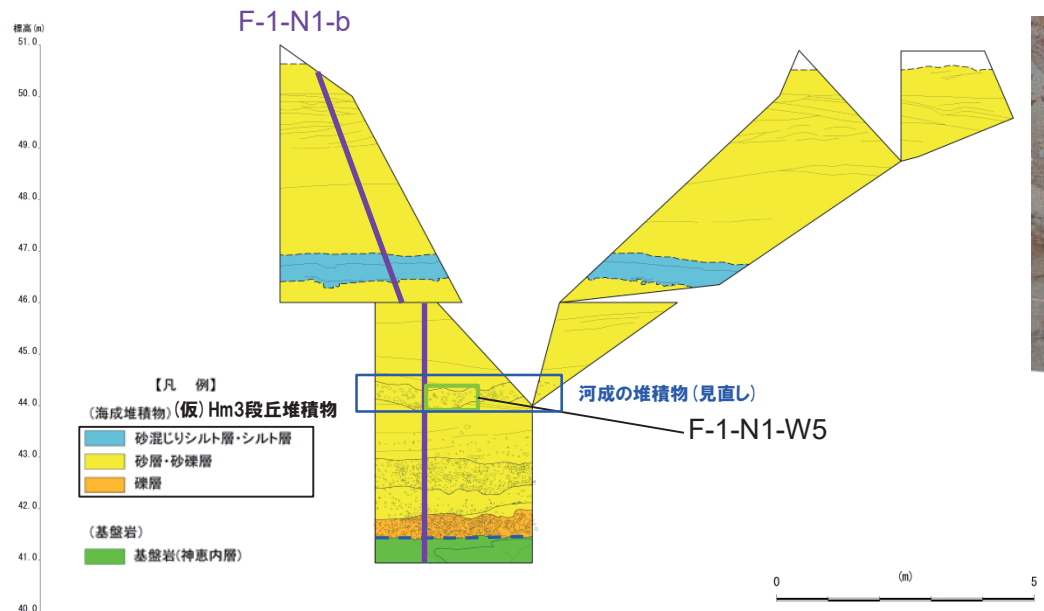 F-1-N1-b
標高(m)
51.0
50.0
49.0
48.0
47.0
46.0
45.0
44.0
43.0
42.0
41.0
40.0
河成の堆積物(見直し)
F-1-N1-W5
【凡 例】
(海成堆積物)(仮)Hm3段丘堆積物
砂混じりシルト層・シルト層
砂層・砂礫層
礫層
(基盤岩)
基盤岩(神恵内層)
0 (m) 5